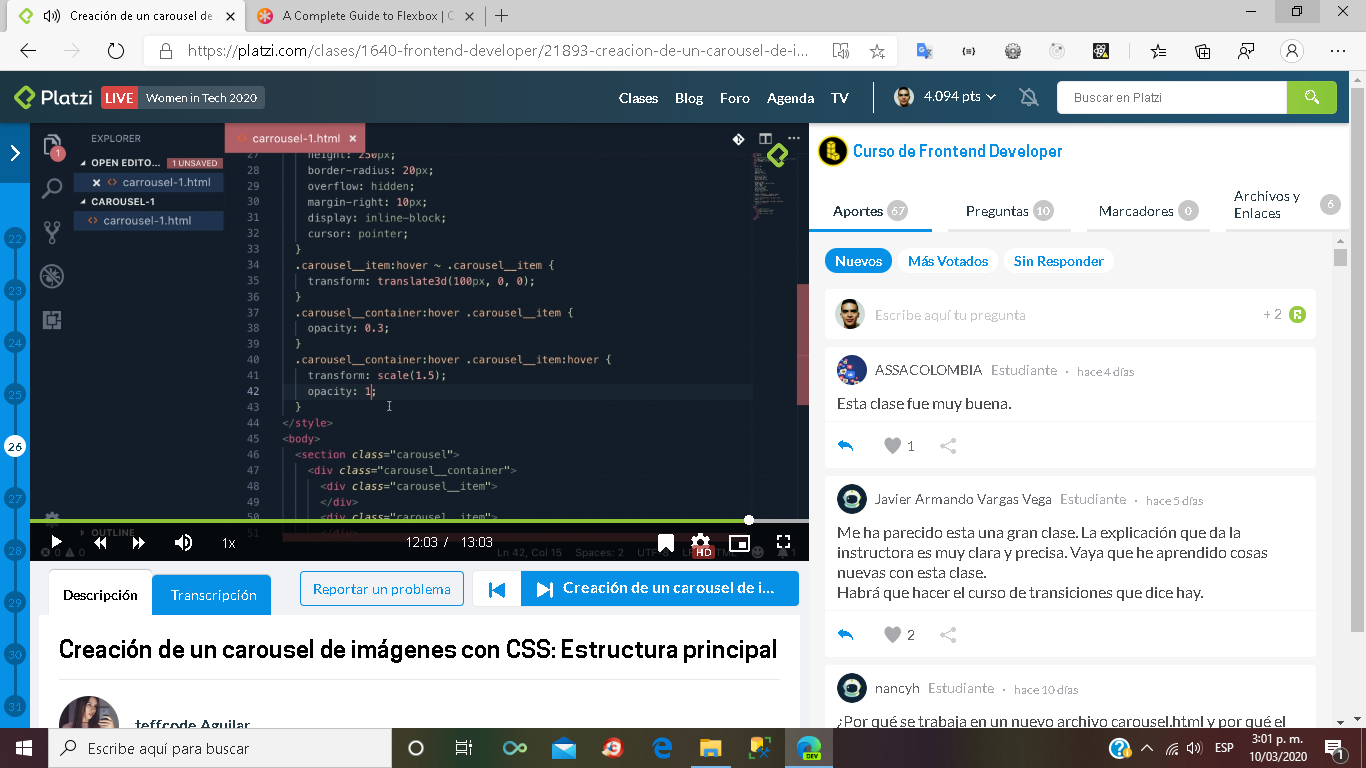 Creación de un carousel de
A Complete Guide to Flexbox | C
https://platzi.com/clases/1640-frontend-developer/21893-creacion-de-un-carousel-de-i...
Platzi
LIVE
Women in Tech 2020
Clases
Blog
Foro
Agenda
TV
4.094 pts
Buscar en Platzi
22
23
24
25
26
27
28
29
30
31
EXPLORER
1
OPEN EDITO...
1 UNSAVED
carrousel-1.html
CAROUSEL-1
carrousel-1.html
OUTLINE
carrousel-1.html
27 height: 250px;
28 border-radius: 20px;
29 overflow: hidden;
30 margin-right: 10px;
31 display: inline-block;
32 cursor: pointer;
33 }
34 .carousel__item:hover ~ .carousel__item {
35 transform: translate3d(100px, 0, 0);
36 }
37 .carousel__container:hover .carousel__item {
38 opacity: 0.3;
39 }
40 .carousel__container:hover .carousel__item:hover {
41 transform: scale(1.5);
42 opacity: 1;
43 }
44 </style>
45 <body>
46 <section class="carousel">
47 <div class="carousel__container">
48 <div class="carousel__item">
49 </div>
50 <div class="carousel__item">
51 </div>
0 0
Ln 42, Col 15
Spaces: 2
1x
12:03 / 13:03
HD
Descripción
Transcripción
Reportar un problema
Creación de un carousel de i...
Creación de un carousel de imágenes con CSS: Estructura principal
teffcode Aguilar
Curso de Frontend Developer
Aportes 67
Preguntas 10
Marcadores 0
Archivos y
Enlaces
6
Nuevos
Más Votados
Sin Responder
Escribe aquí tu pregunta
+ 2
ASSACOLOMBIA Estudiante · hace 4 días
Esta clase fue muy buena.
1
Javier Armando Vargas Vega Estudiante · hace 5 días
Me ha parecido esta una gran clase. La explicación que da la
instructora es muy clara y precisa. Vaya que he aprendido cosas
nuevas con esta clase.
Habrá que hacer el curso de transiciones que dice hay.
2
nancyh Estudiante · hace 10 días
¿Por qué se trabaja en un nuevo archivo carousel.html y por qué el
Escribe aquí para buscar
DEV
ESP
3:01 p. m.
10/03/2020
1